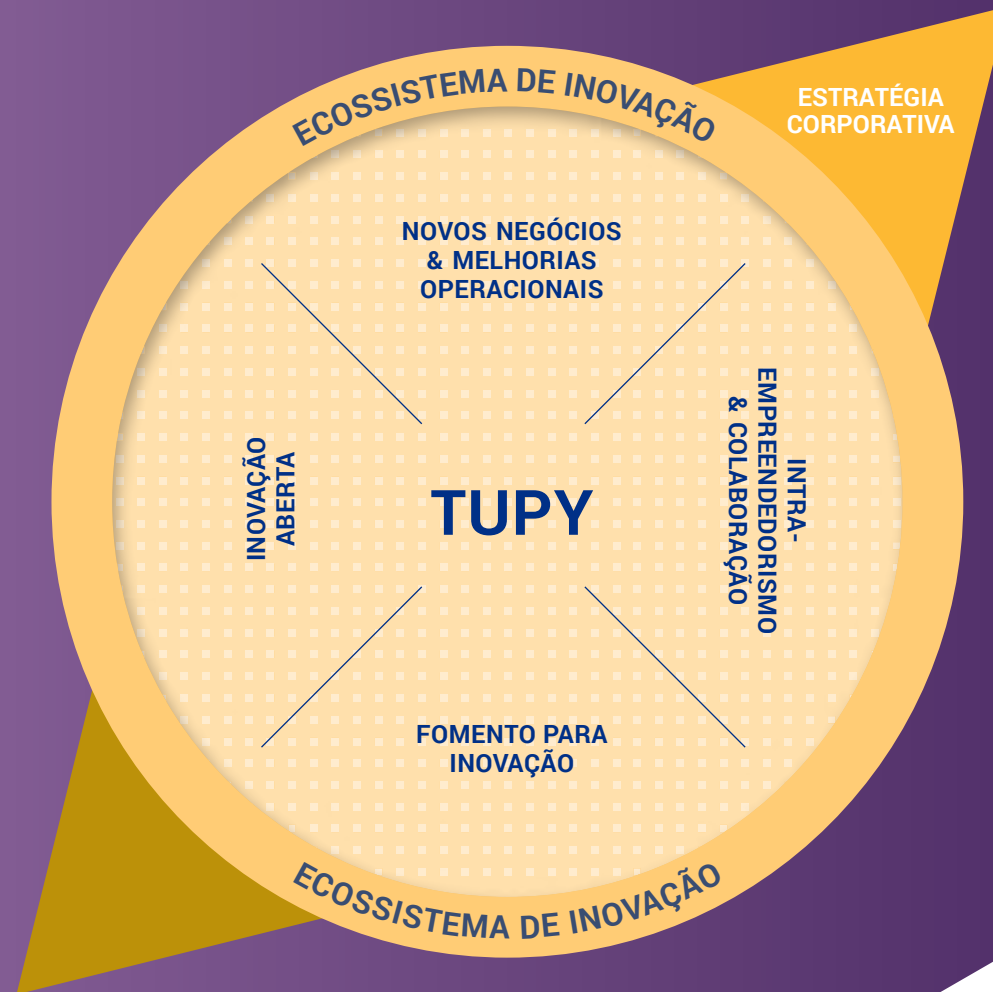 ECOSSISTEMA DE INOVAÇÃO
ESTRATÉGIA
CORPORATIVA
NOVOS NEGÓCIOS
& MELHORIAS
OPERACIONAIS
INOVAÇÃO
ABERTA
TUPY
INTRA-
EMPREENDEDORISMO
& COLABORAÇÃO
FOMENTO PARA
INOVAÇÃO
ECOSSISTEMA DE INOVAÇÃO